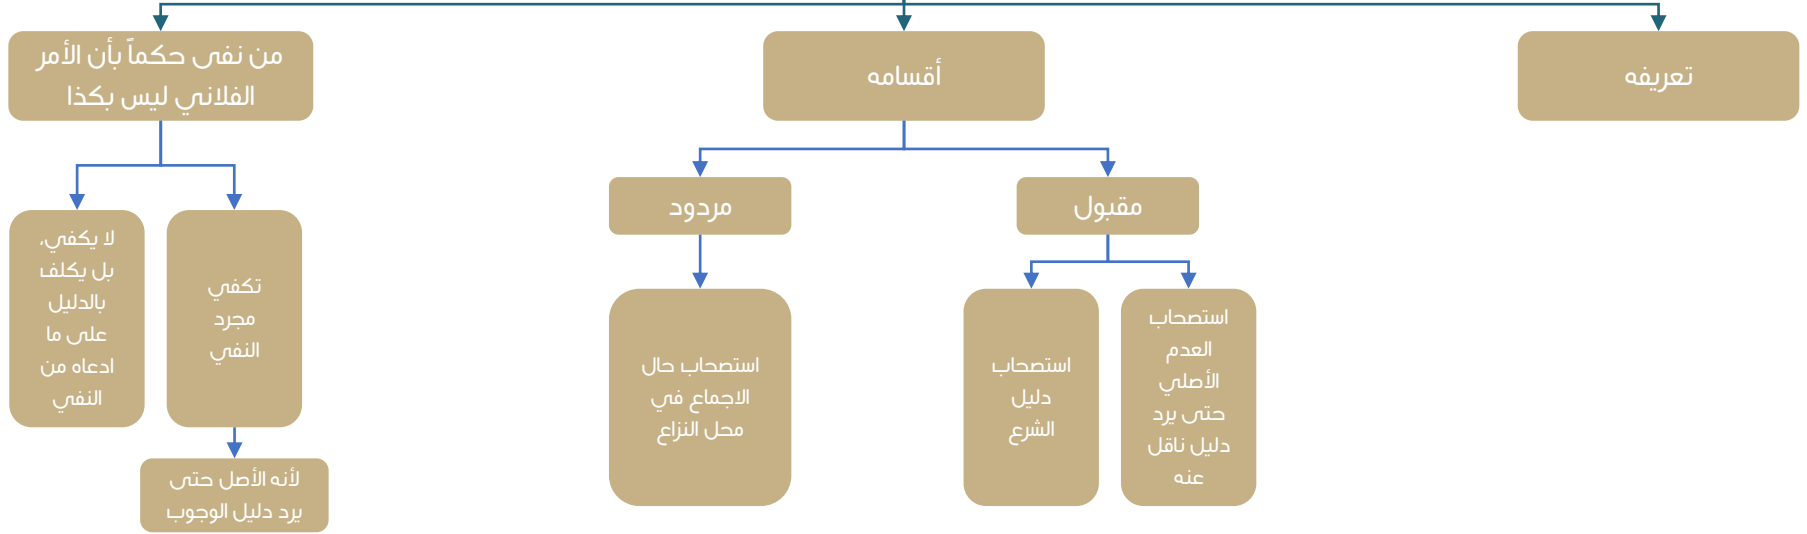 تعريفه
أقسامه
من نفى حكماً بأن الأمر
الفلاني ليس بكذا
مقبول
مردود
استصحاب
العدم
الأصلي
حتى يرد
دليل ناقل
عنه
استصحاب
دليل
الشرع
استصحاب حال
الاجماع في
محل النزاع
تكفي
مجرد
النفي
لا يكفي،
بل يكلف
بالدليل
على ما
ادعاه من
النفي
لأنه الأصل حتى
يرد دليل الوجوب